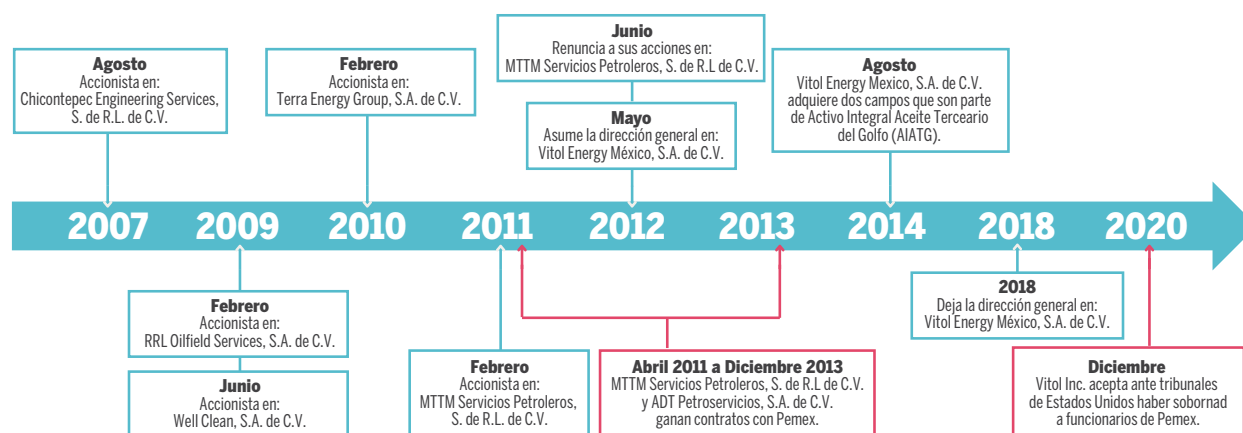 Agosto
Accionista en:
Chicontepec Engineering Services,
S. de R.L. de C.V.
Febrero
Accionista en:
Terra Energy Group, S.A. de C.V.
Junio
Renuncia a sus acciones en:
MTTM Servicios Petroleros, S. de R.L de C.V.
Mayo
Asume la dirección general en:
Vitol Energy México, S.A. de C.V.
Agosto
Vitol Energy Mexico, S.A. de C.V.
adquiere dos campos que son parte
de Activo Integral Aceite Terceario
del Golfo (AIATG).
2007 2009 2010 2011 2012 2013 2014 2018 2020
Febrero
Accionista en:
RRL Oilfield Services, S.A. de C.V.
Junio
Accionista en:
Well Clean, S.A. de C.V.
Febrero
Accionista en:
MTTM Servicios Petroleros,
S. de R.L. de C.V.
Abril 2011 a Diciembre 2013
MTTM Servicios Petroleros, S. de R.L de C.V.
y ADT Petroservicios, S.A. de C.V.
ganan contratos con Pemex.
2018
Deja la dirección general en:
Vitol Energy México, S.A. de C.V.
Diciembre
Vitol Inc. acepta ante tribunales
de Estados Unidos haber sobornad
a funcionarios de Pemex.